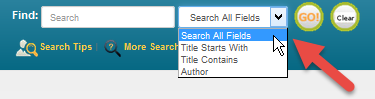 Find: Search Search All Fields GO! Clear
Search All Fields
Search Tips ? More Search Title Starts With
Title Contains
Author